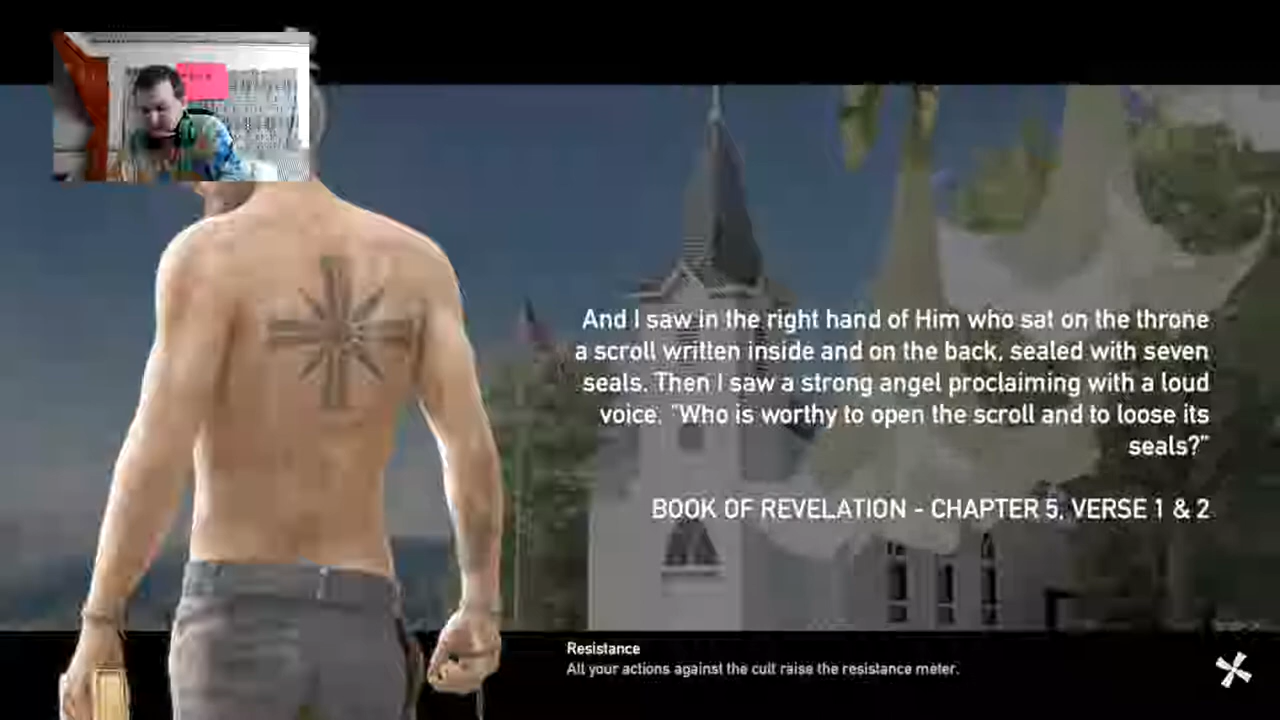 And I saw in the right hand of Him who sat on the throne
a scroll written inside and on the back, sealed with seven
seals. Then I saw a strong angel proclaiming with a loud
voice, "Who is worthy to open the scroll and to loose its
seals?"
BOOK OF REVELATION - CHAPTER 5, VERSE 1 & 2
Resistance
All your actions against the cult raise the resistance meter.